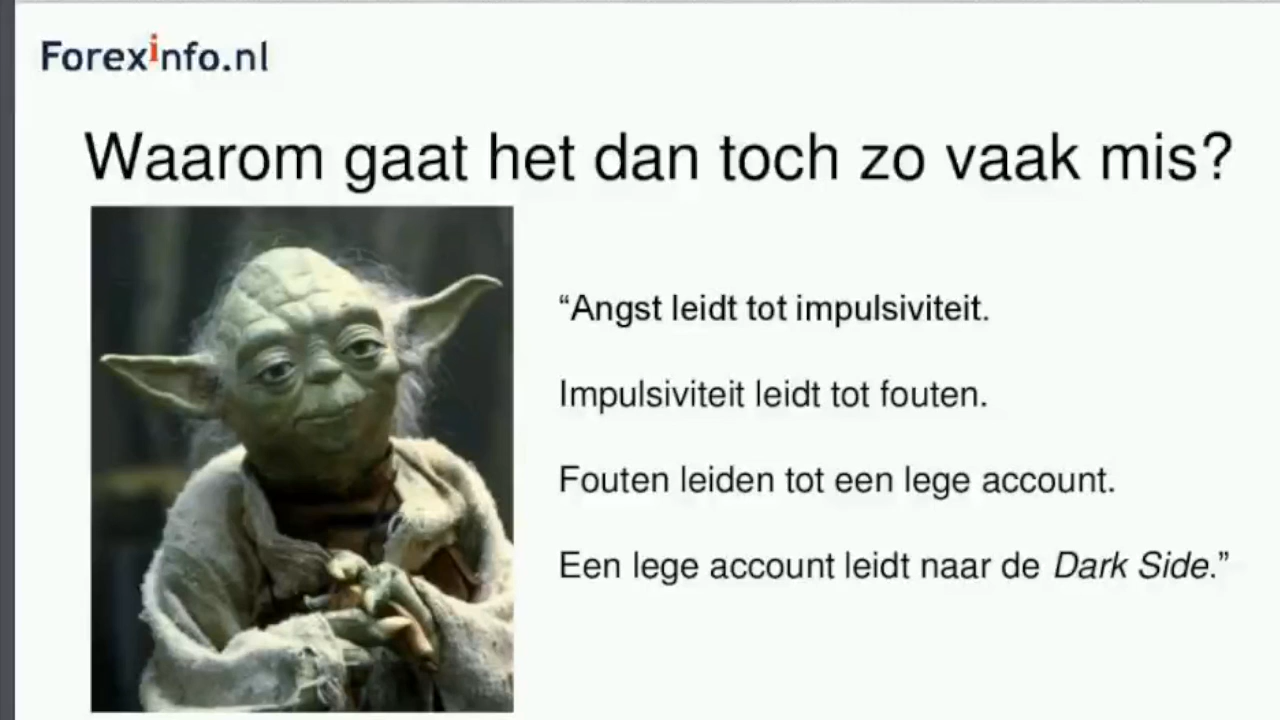 Forexinfo.nl
Waarom gaat het dan toch zo vaak mis?
“Angst leidt tot impulsiviteit.
Impulsiviteit leidt tot fouten.
Fouten leiden tot een lege account.
Een lege account leidt naar de Dark Side.”